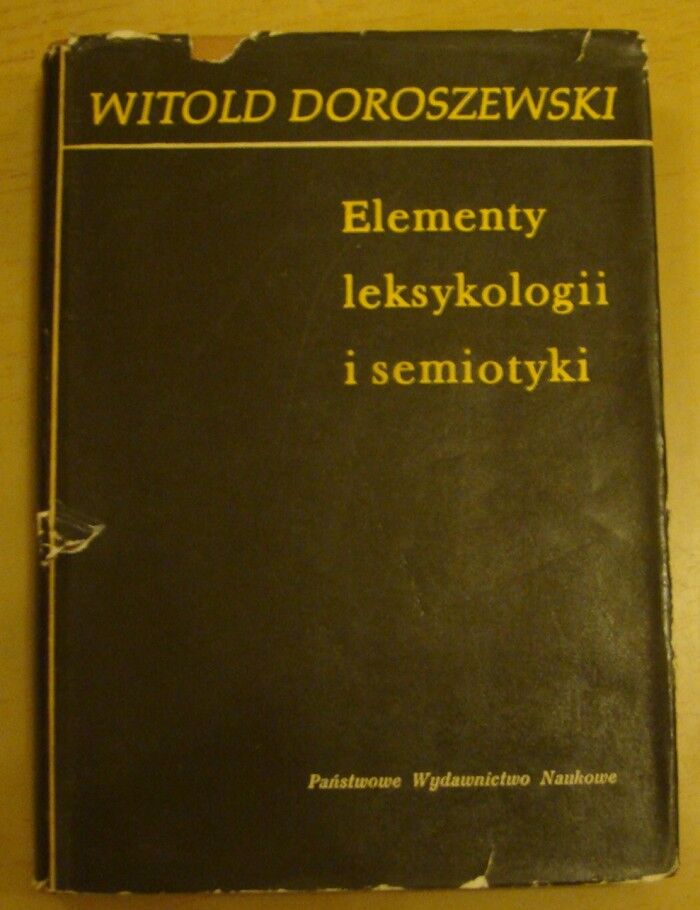 WITOLD DOROSZEWSKI
Elementy
leksykologii
i semiotyki
Państwowe Wydawnictwo Naukowe